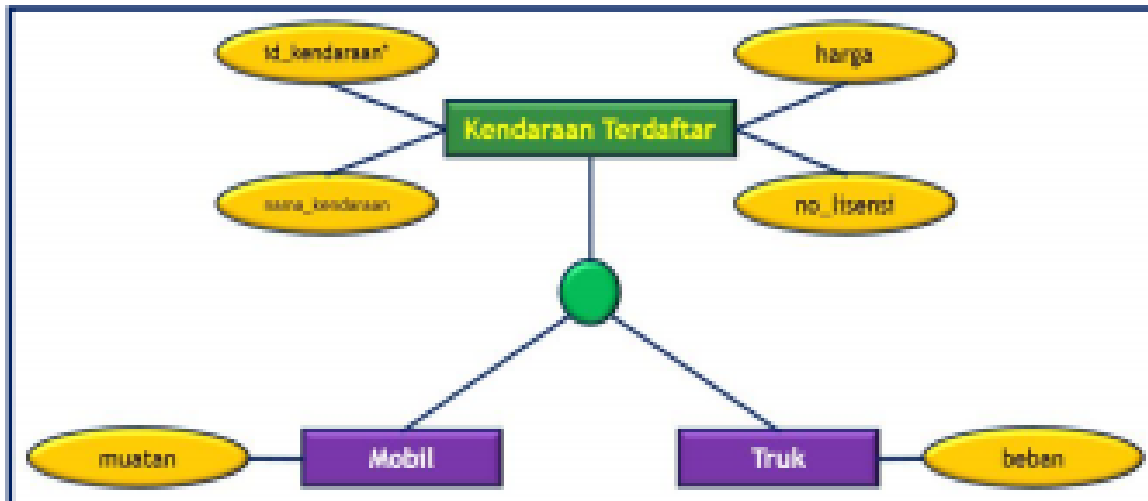 id_kendaraan*
harga
Kendaraan Terdaftar
nama_kendaraan
no_lisensi
muatan
Mobil
Truk
beban